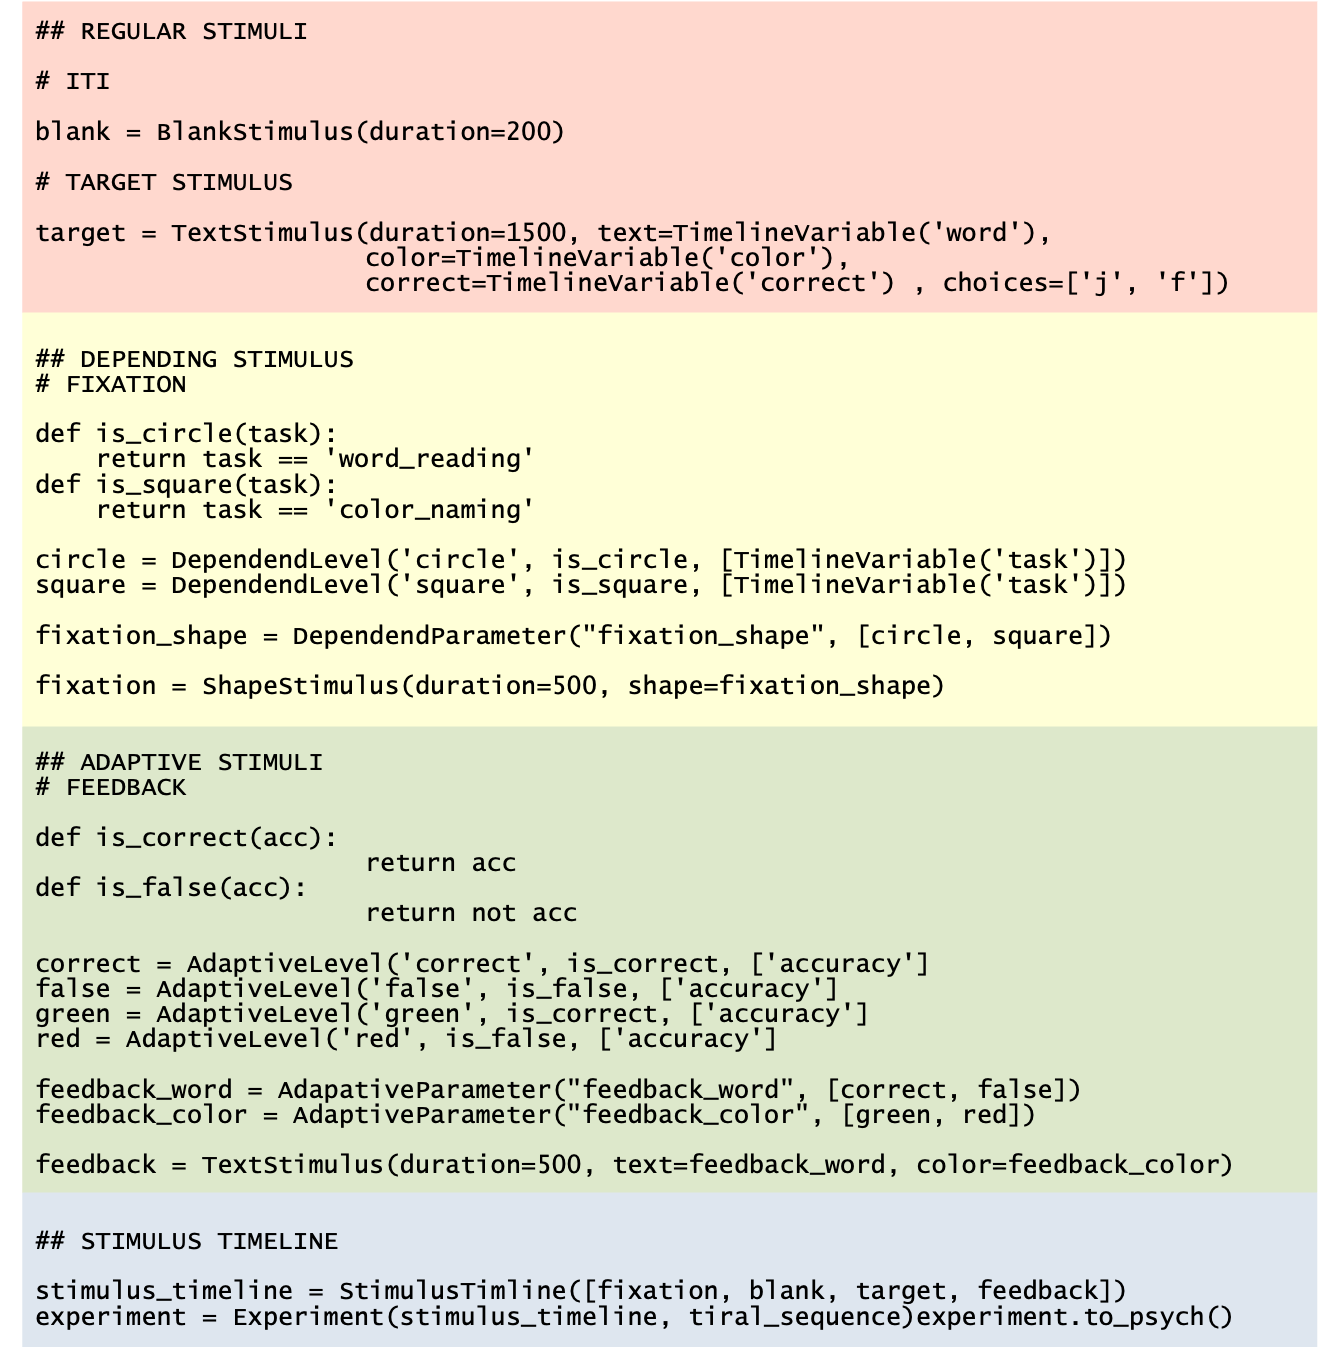 ## REGULAR STIMULI
# ITI
blank = BlankStimulus(duration=200)
# TARGET STIMULUS
target = TextStimulus(duration=1500, text=TimelineVariable('word'),
                      color=TimelineVariable('color'),
                      correct=TimelineVariable('correct') , choices=['j', 'f'])
## DEPENDING STIMULUS
# FIXATION
def is_circle(task):
    return task == 'word_reading'
def is_square(task):
    return task == 'color_naming'
circle = DependendLevel('circle', is_circle, [TimelineVariable('task')])
square = DependendLevel('square', is_square, [TimelineVariable('task')])
fixation_shape = DependendParameter("fixation_shape", [circle, square])
fixation = ShapeStimulus(duration=500, shape=fixation_shape)
## ADAPTIVE STIMULI
# FEEDBACK
def is_correct(acc):
                      return acc
def is_false(acc):
                      return not acc
correct = AdaptiveLevel('correct', is_correct, ['accuracy']
false = AdaptiveLevel('false', is_false, ['accuracy']
green = AdaptiveLevel('green', is_correct, ['accuracy']
red = AdaptiveLevel('red', is_false, ['accuracy']
feedback_word = AdapativeParameter("feedback_word", [correct, false])
feedback_color = AdaptiveParameter("feedback_color", [green, red])
feedback = TextStimulus(duration=500, text=feedback_word, color=feedback_color)
## STIMULUS TIMELINE
stimulus_timeline = StimulusTimline([fixation, blank, target, feedback])
experiment = Experiment(stimulus_timeline, tiral_sequence)experiment.to_psych()